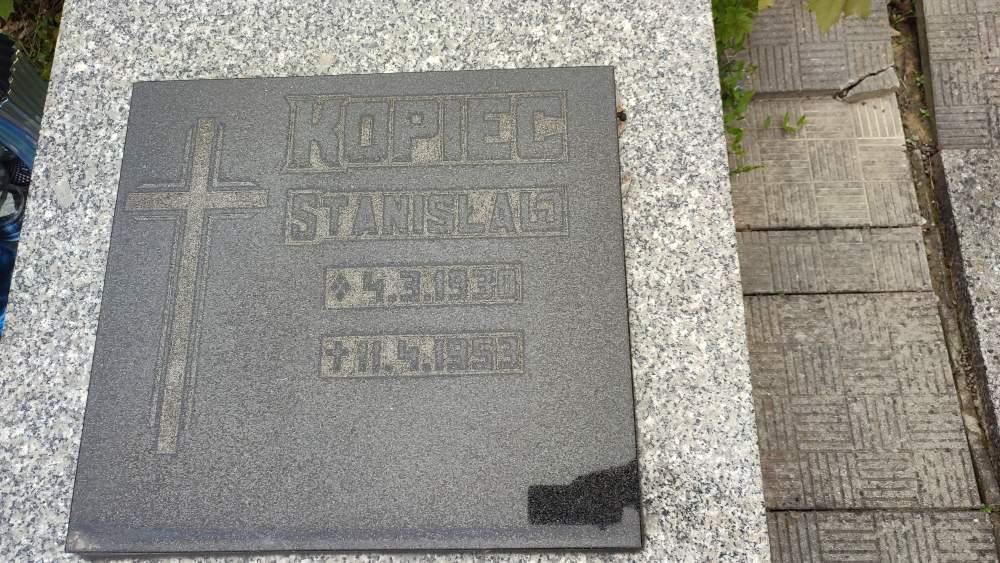 KOPIEC
STANISŁAW
4.3.1930
✝ 11.4.1953